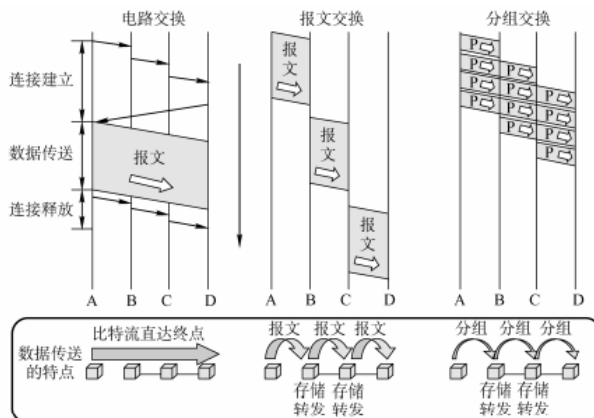 电路交换
报文交换
分组交换
连接建立
数据传送
连接释放
报文
报
文
报
文
报
文
P P P
P P P
P P P
P P P
A B C D
A B C D
A B C D
数据传送
的特点
比特流直达终点
报文 报文 报文
存储 存储
转发 转发
分组 分组 分组
存储 存储
转发 转发